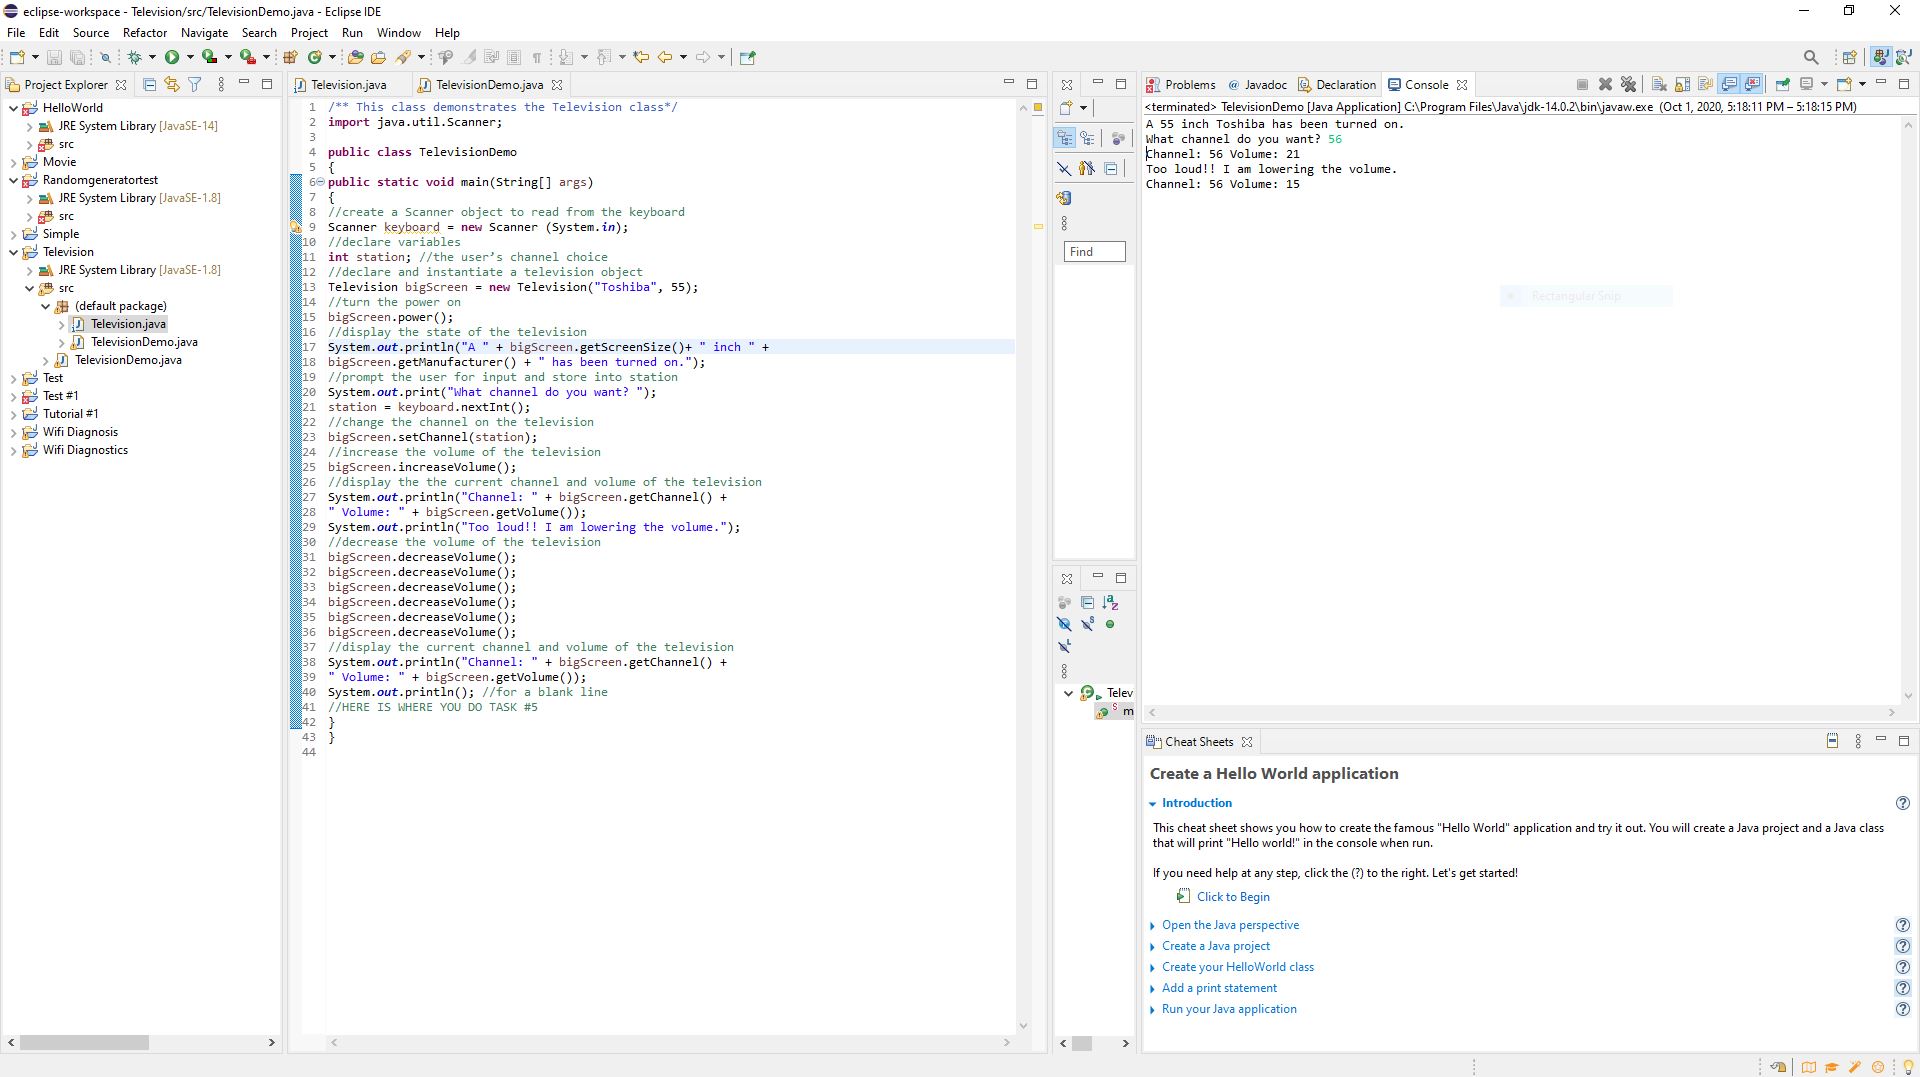 eclipse-workspace - Television/src/TelevisionDemo.java - Eclipse IDE
File Edit Source Refactor Navigate Search Project Run Window Help
Project Explorer
HelloWorld
JRE System Library [JavaSE-14]
src
Movie
Randomgeneratortest
JRE System Library [JavaSE-1.8]
src
Simple
Television
JRE System Library [JavaSE-1.8]
src
(default package)
Television.java
TelevisionDemo.java
TelevisionDemo.java
Test
Test #1
Tutorial #1
Wifi Diagnosis
Wifi Diagnostics
Television.java TelevisionDemo.java
1 /** This class demonstrates the Television class*/
2 import java.util.Scanner;
3
4 public class TelevisionDemo
5 {
6 public static void main(String[] args)
7 {
8 //create a Scanner object to read from the keyboard
9 Scanner keyboard = new Scanner (System.in);
10 //declare variables
11 int station; //the user’s channel choice
12 //declare and instantiate a television object
13 Television bigScreen = new Television("Toshiba", 55);
14 //turn the power on
15 bigScreen.power();
16 //display the state of the television
17 System.out.println("A " + bigScreen.getScreenSize()+ " inch " +
18 bigScreen.getManufacturer() + " has been turned on.");
19 //prompt the user for input and store into station
20 System.out.print("What channel do you want? ");
21 station = keyboard.nextInt();
22 //change the channel on the television
23 bigScreen.setChannel(station);
24 //increase the volume of the television
25 bigScreen.increaseVolume();
26 //display the the current channel and volume of the television
27 System.out.println("Channel: " + bigScreen.getChannel() +
28 " Volume: " + bigScreen.getVolume());
29 System.out.println("Too loud!! I am lowering the volume.");
30 //decrease the volume of the television
31 bigScreen.decreaseVolume();
32 bigScreen.decreaseVolume();
33 bigScreen.decreaseVolume();
34 bigScreen.decreaseVolume();
35 bigScreen.decreaseVolume();
36 bigScreen.decreaseVolume();
37 //display the current channel and volume of the television
38 System.out.println("Channel: " + bigScreen.getChannel() +
39 " Volume: " + bigScreen.getVolume());
40 System.out.println(); //for a blank line
41 //HERE IS WHERE YOU DO TASK #5
42 }
43 }
44
Find
Telev
m
Problems @ Javadoc Declaration Console
<terminated> TelevisionDemo [Java Application] C:\Program Files\Java\jdk-14.0.2\bin\javaw.exe (Oct 1, 2020, 5:18:11 PM – 5:18:15 PM)
A 55 inch Toshiba has been turned on.
What channel do you want? 56
Channel: 56 Volume: 21
Too loud!! I am lowering the volume.
Channel: 56 Volume: 15
Rectangular Snip
Cheat Sheets
Create a Hello World application
Introduction
This cheat sheet shows you how to create the famous "Hello World" application and try it out. You will create a Java project and a Java class
that will print "Hello world!" in the console when run.
If you need help at any step, click the (?) to the right. Let's get started!
Click to Begin
Open the Java perspective
Create a Java project
Create your HelloWorld class
Add a print statement
Run your Java application